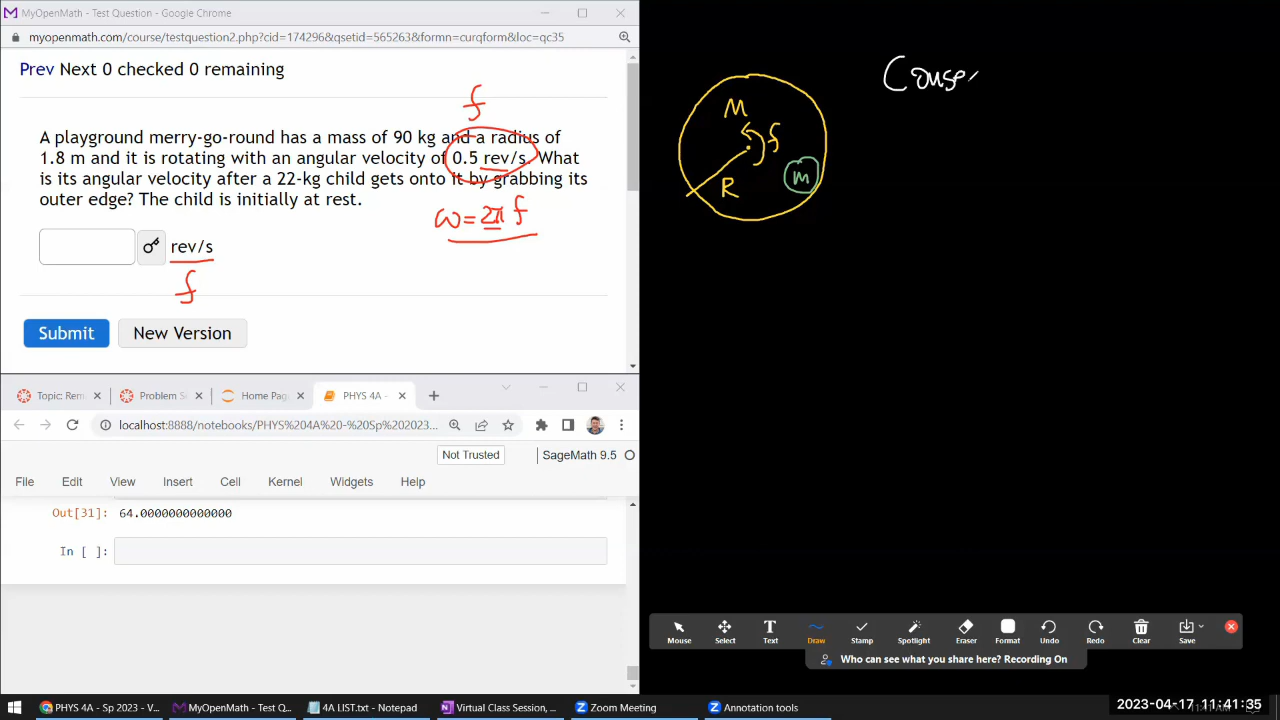 MyOpenMath - Test Question - Google Chrome
myopenmath.com/course/testquestion2.php?cid=174296&qsetid=565263&formn=curqform&loc=qc35
Prev Next 0 checked 0 remaining
f
A playground merry-go-round has a mass of 90 kg and a radius of
1.8 m and it is rotating with an angular velocity of 0.5 rev/s. What
is its angular velocity after a 22-kg child gets onto it by grabbing its
outer edge? The child is initially at rest.
ω = 2π f
rev/s
f
Submit
New Version
Topic: Rem
Problem S
Home Pag
PHYS 4A -
localhost:8888/notebooks/PHYS%204A%20-%20Sp%202023...
Not Trusted
SageMath 9.5
File Edit View Insert Cell Kernel Widgets Help
Out[31]: 64.0000000000000
In [ ]:
Conse
M
f
m
R
Mouse
Select
Text
Draw
Stamp
Spotlight
Eraser
Format
Undo
Redo
Clear
Save
Who can see what you share here? Recording On
PHYS 4A - Sp 2023 - V...
MyOpenMath - Test Q...
4A LIST.txt - Notepad
Virtual Class Session, ...
Zoom Meeting
Annotation tools
2023-04-17 11:41:35